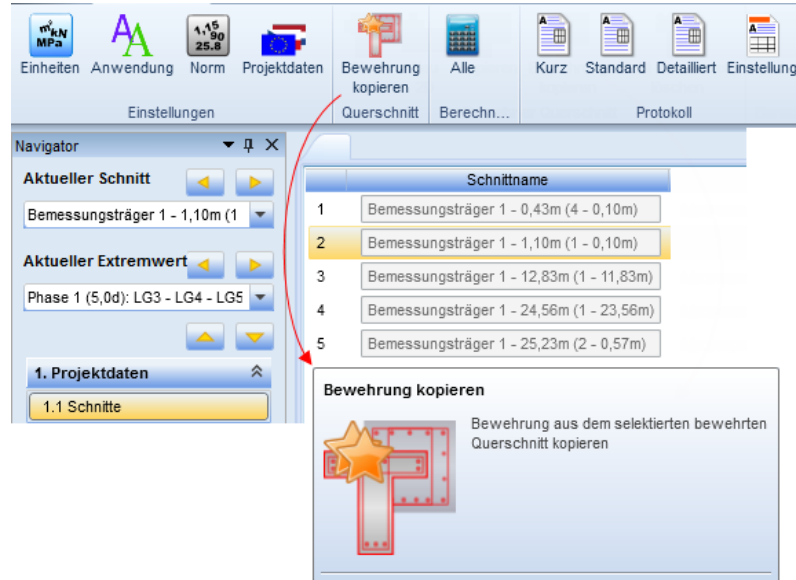 m'kN
MPa
1,15
90
25.8
Einheiten Anwendung Norm Projektdaten Bewehrung kopieren Alle Kurz Standard Detailliert Einstellung
Einstellungen Querschnitt Berechn... Protokoll
Navigator
Aktueller Schnitt
Bemessungsträger 1 - 1,10m (1
Aktueller Extremwert
Phase 1 (5,0d): LG3 - LG4 - LG5
1. Projektdaten
1.1 Schnitte
Schnittname
1 Bemessungsträger 1 - 0,43m (4 - 0,10m)
2 Bemessungsträger 1 - 1,10m (1 - 0,10m)
3 Bemessungsträger 1 - 12,83m (1 - 11,83m)
4 Bemessungsträger 1 - 24,56m (1 - 23,56m)
5 Bemessungsträger 1 - 25,23m (2 - 0,57m)
Bewehrung kopieren
Bewehrung aus dem selektierten bewehrten
Querschnitt kopieren